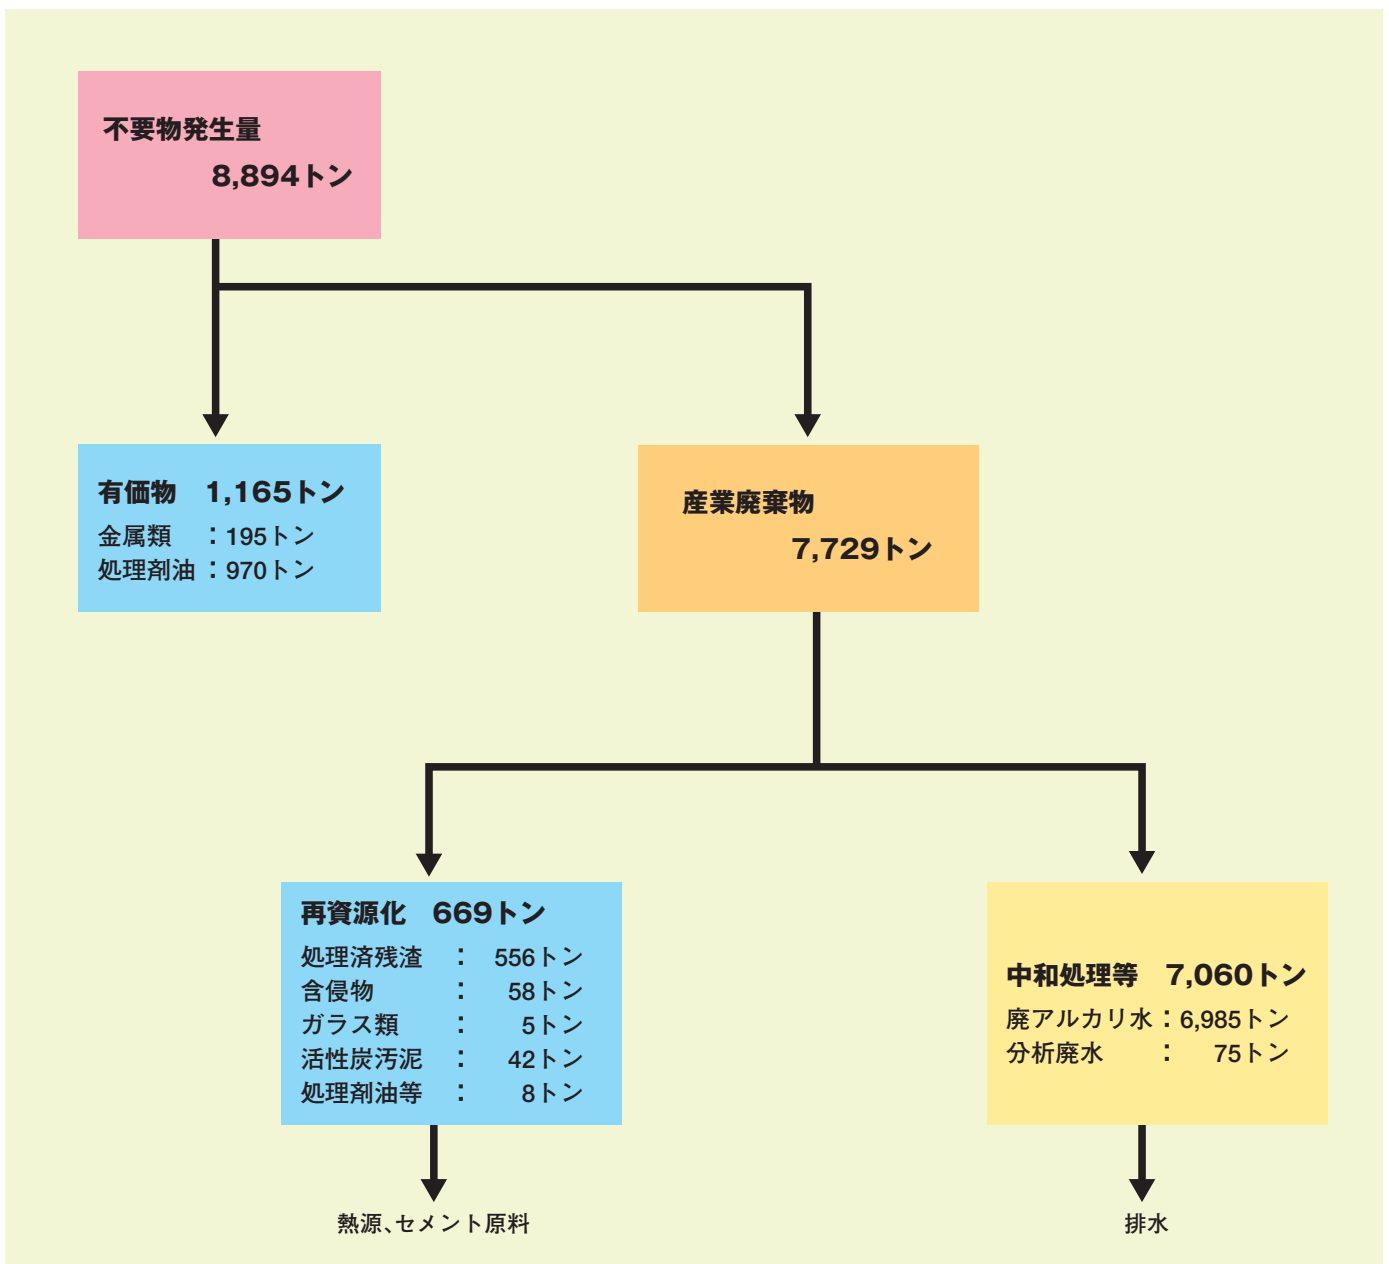 不要物発生量
8,894トン
有価物 1,165トン
金属類 ：195トン
処理剤油：970トン
産業廃棄物
7,729トン
再資源化 669トン
処理済残渣 ： 556トン
含侵物 ： 58トン
ガラス類 ： 5トン
活性炭汚泥 ： 42トン
処理剤油等 ： 8トン
中和処理等 7,060トン
廃アルカリ水：6,985トン
分析廃水 ： 75トン
熱源、セメント原料
排水